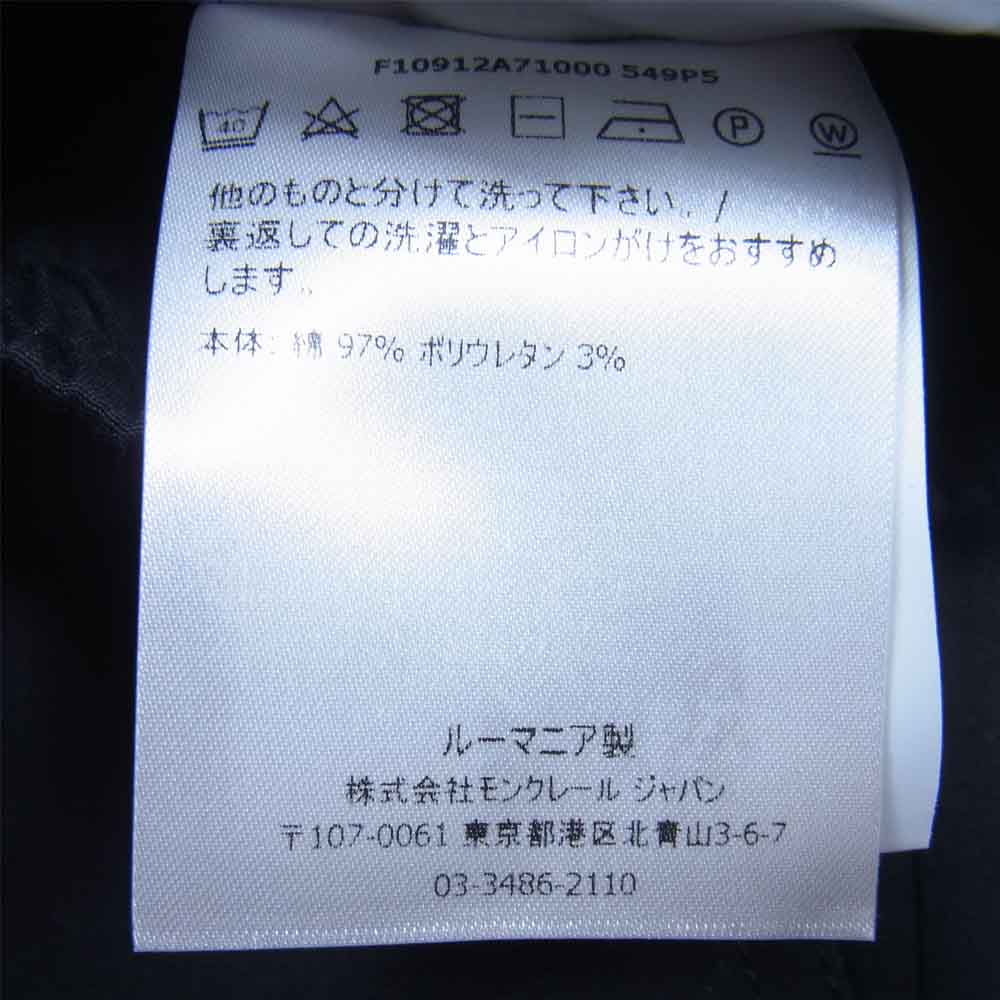 F10912A71000 549P5
40 P W
他のものと分けて洗って下さい。/
裏返しての洗濯とアイロンがけをおすすめ
します。
本体: 綿 97% ポリウレタン 3%
ルーマニア製
株式会社モンクレール ジャパン
〒107-0061 東京都港区北青山3-6-7
03-3486-2110